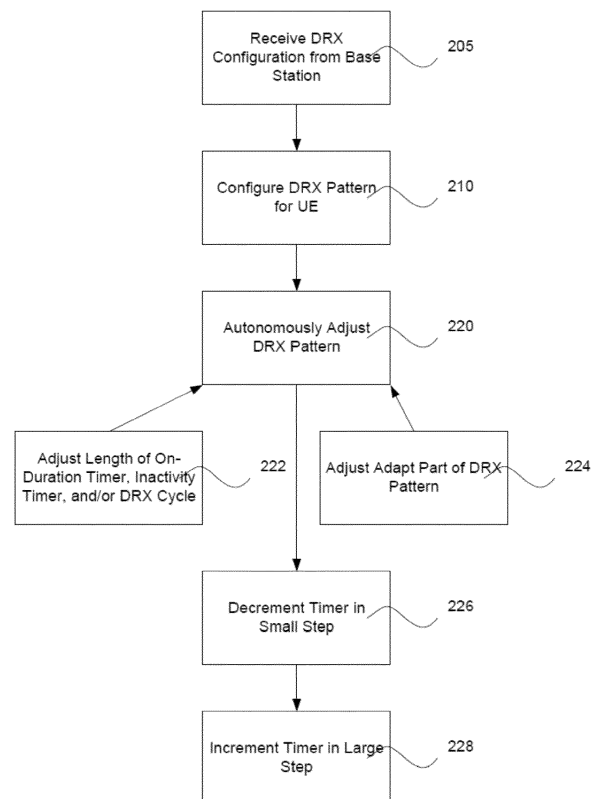 Receive DRX
Configuration from Base
Station
205
Configure DRX Pattern
for UE
210
Autonomously Adjust
DRX Pattern
220
Adjust Length of On-
Duration Timer, Inactivity
Timer, and/or DRX Cycle
222
Adjust Adapt Part of DRX
Pattern
224
Decrement Timer in
Small Step
226
Increment Timer in Large
Step
228